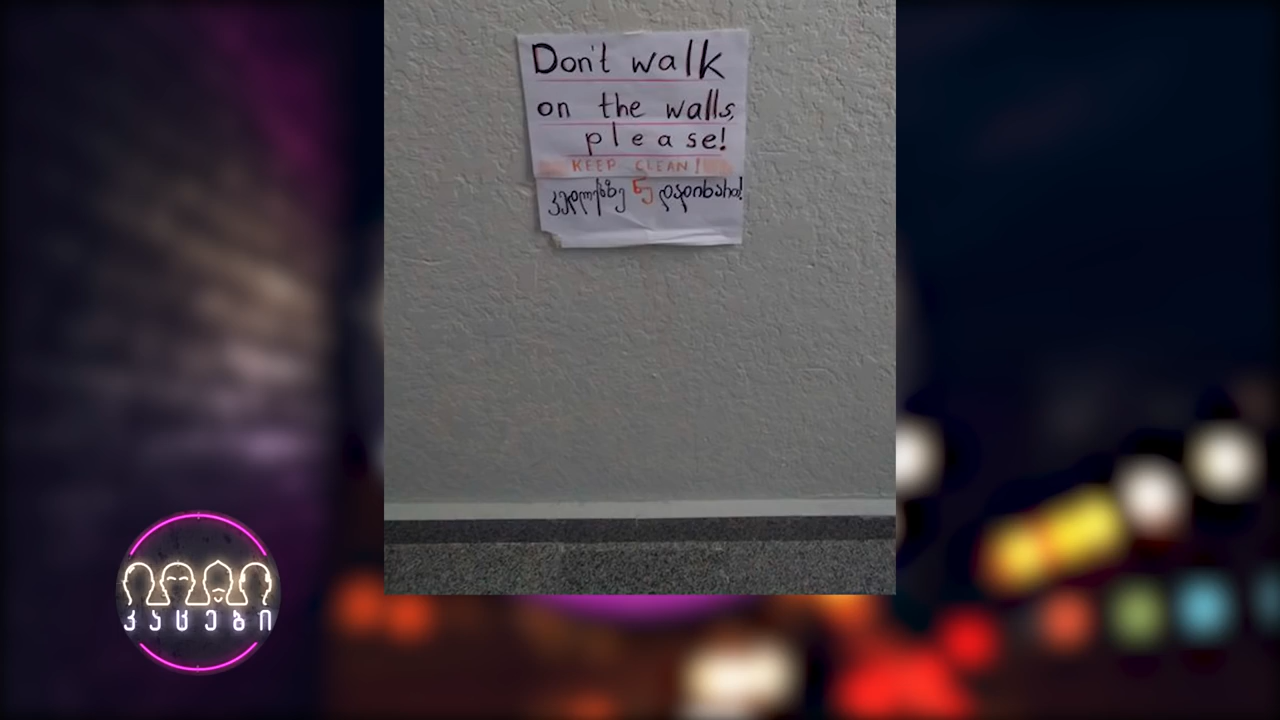 Don't walk
on the walls,
please!
KEEP CLEAN!
კედლებზე ნუ დადიხართ!
კაცები